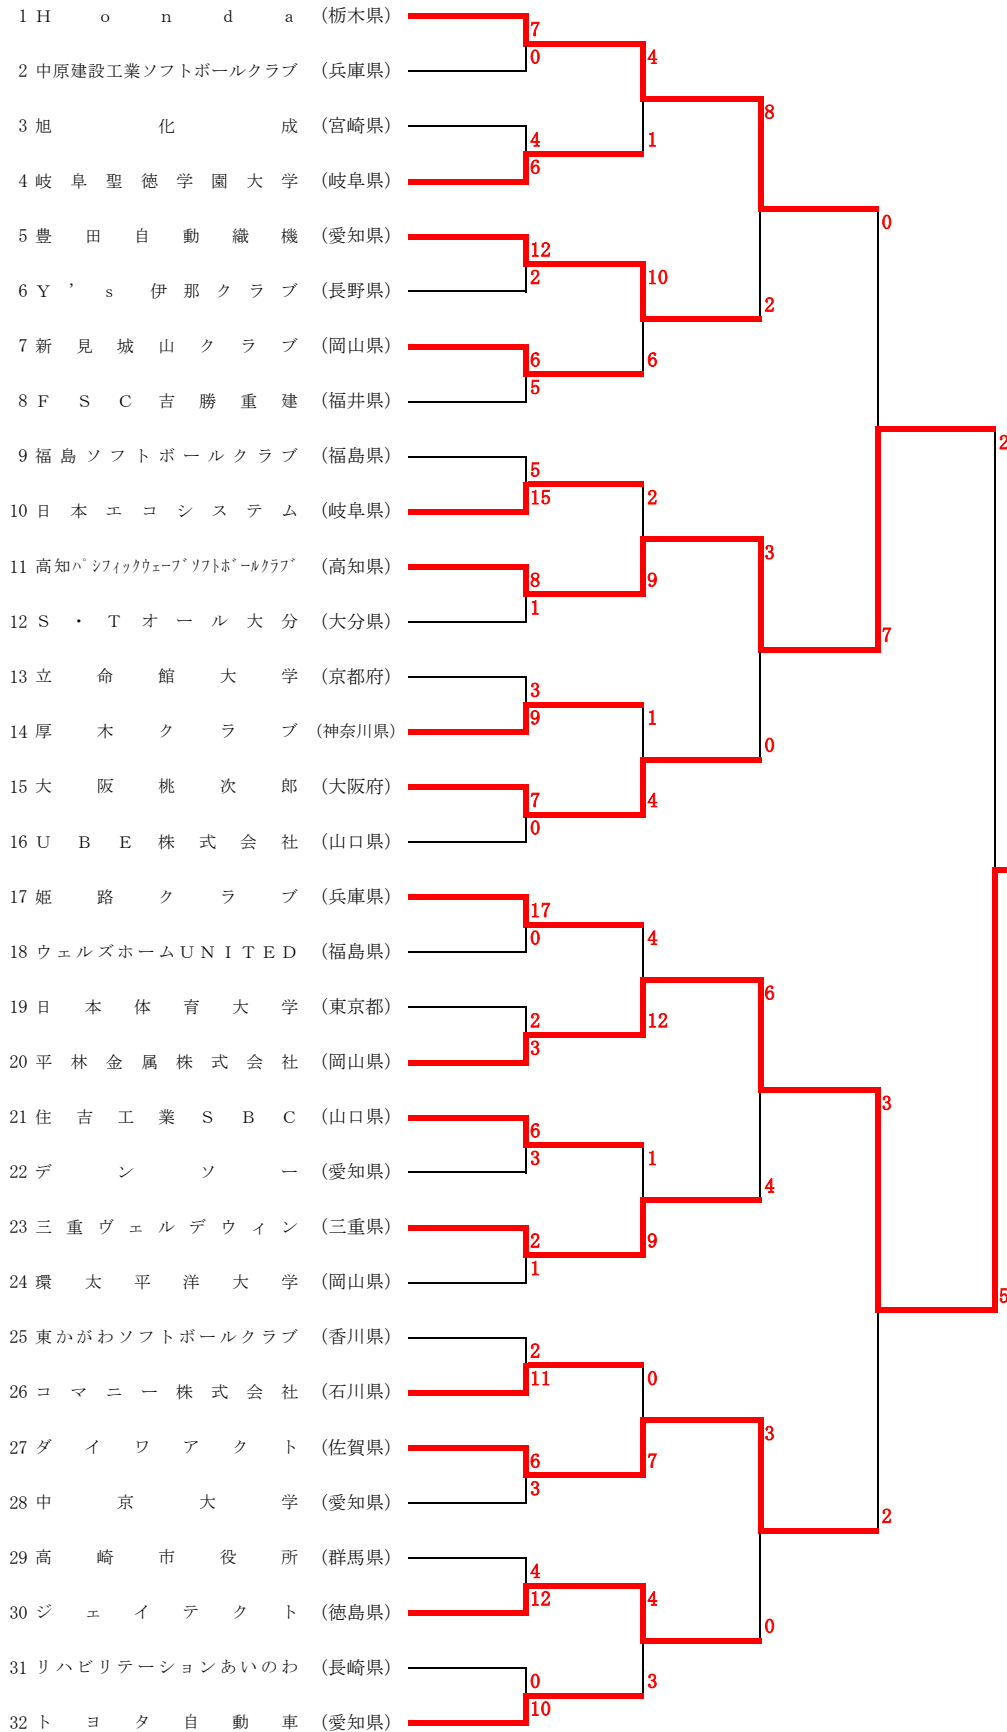 1 Honda (栃木県)
7
0
4
2 中原建設工業ソフトボールクラブ (兵庫県)
8
3 旭化成 (宮崎県)
4
6
1
4 岐阜聖徳学園大学 (岐阜県)
0
5 豊田自動織機 (愛知県)
12
2
10
6 Y’s伊那クラブ (長野県)
2
7 新見城山クラブ (岡山県)
6
5
6
8 FSC吉勝重建 (福井県)
2
9 福島ソフトボールクラブ (福島県)
5
15
2
10 日本エコシステム (岐阜県)
3
11 高知パシフィックウェーブソフトボールクラブ (高知県)
8
1
9
12 S・Tオール大分 (大分県)
7
13 立命館大学 (京都府)
3
9
1
14 厚木クラブ (神奈川県)
0
15 大阪桃次郎 (大阪府)
7
0
4
16 UBE株式会社 (山口県)
17 姫路クラブ (兵庫県)
17
0
4
18 ウェルズホームUNITED (福島県)
6
19 日本体育大学 (東京都)
2
3
12
20 平林金属株式会社 (岡山県)
3
21 住吉工業SBC (山口県)
6
3
1
22 デンソー (愛知県)
4
23 三重ヴェルデウィン (三重県)
2
1
9
24 環太平洋大学 (岡山県)
5
25 東かがわソフトボールクラブ (香川県)
2
11
0
26 コマニー株式会社 (石川県)
3
27 ダイワアクト (佐賀県)
6
3
7
28 中京大学 (愛知県)
2
29 高崎市役所 (群馬県)
4
12
4
30 ジェイテクト (徳島県)
0
31 リハビリテーションあいのわ (長崎県)
0
10
3
32 トヨタ自動車 (愛知県)